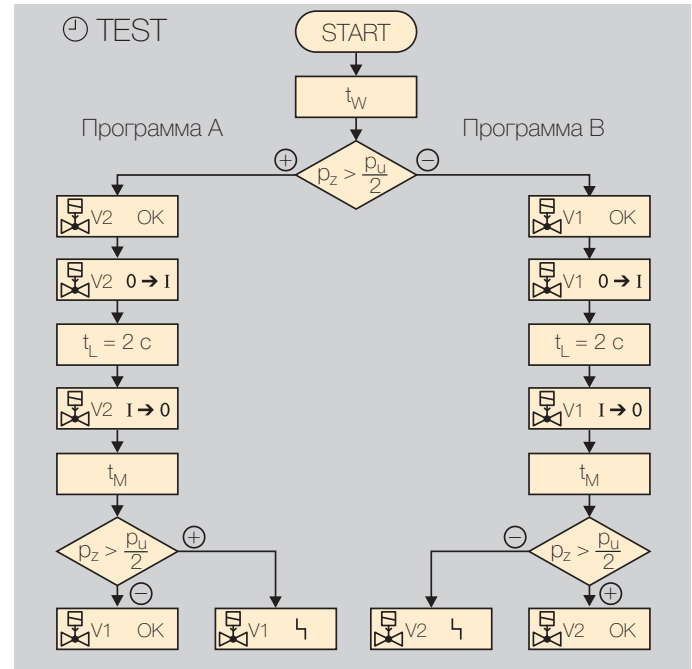 TEST
START
t_W
Программа A
Программа B
+
p_z > p_u/2
−
V2 OK
V1 OK
V2 0 → I
V1 0 → I
t_L = 2 с
t_L = 2 с
V2 I → 0
V1 I → 0
t_M
t_M
p_z > p_u/2
+
−
p_z > p_u/2
−
+
V1 OK
V1
V2
V2 OK